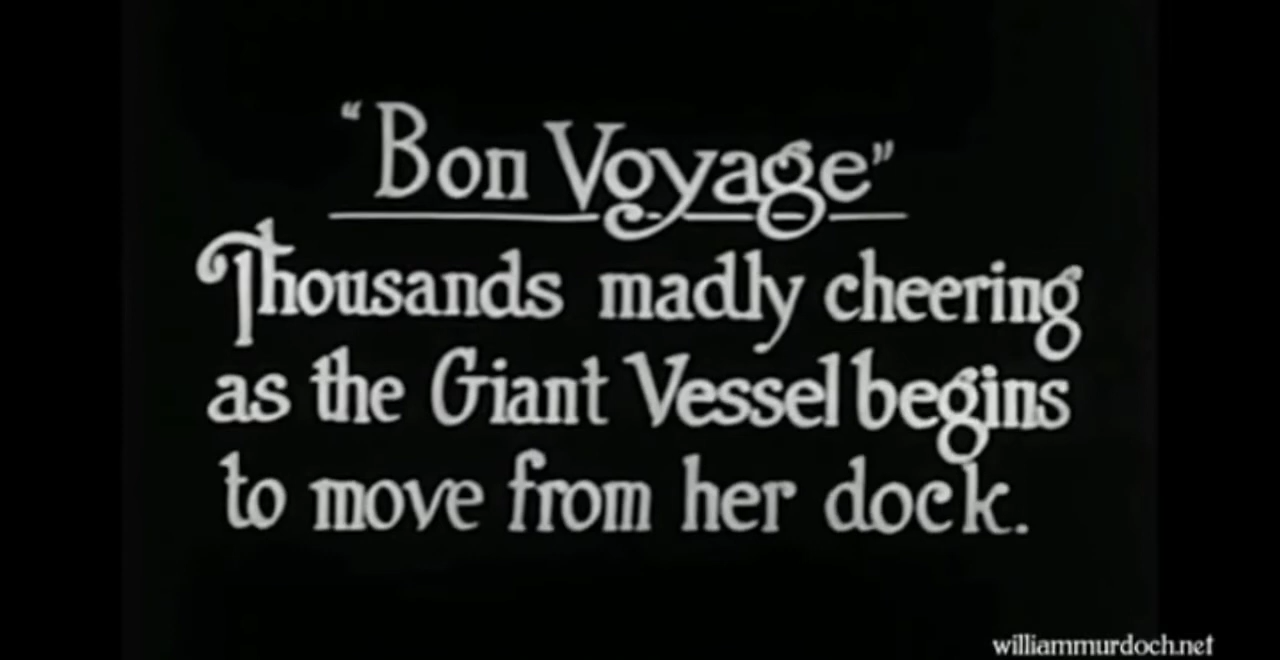 “Bon Voyage”
Thousands madly cheering
as the Giant Vessel begins
to move from her dock.
williammurdoch.net